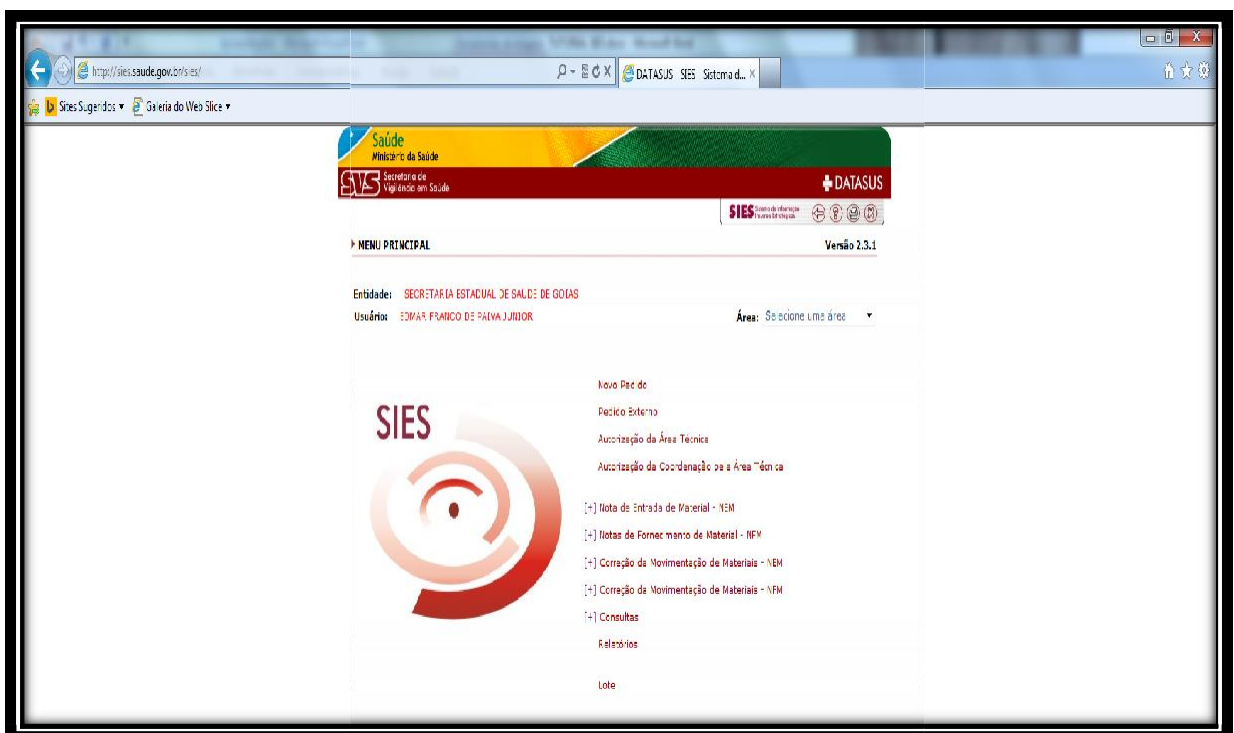 http://sies.saude.gov.br/sies/
DATASUS SIES Sistema d...
Sites Sugeridos
Galeria do Web Slice
Saúde
Ministério da Saúde
SVS Secretaria de
Vigilância em Saúde
DATASUS
SIES Sistema de Informação
MENU PRINCIPAL
Versão 2.3.1
Entidade: SECRETARIA ESTADUAL DE SAUDE DE GOIAS
Usuário: EDMAR FRANCO DE PAIVA JUNIOR
Área: Selecione uma área
SIES
Novo Pedido
Pedido Externo
Autorização da Área Técnica
Autorização da Coordenação pela Área Técnica
[+] Nota de Entrada de Material - NEM
[+] Notas de Fornecimento de Material - NFM
[+] Correção da Movimentação de Materiais - NEM
[+] Correção da Movimentação de Materiais - NFM
[+] Consultas
Relatórios
Lote